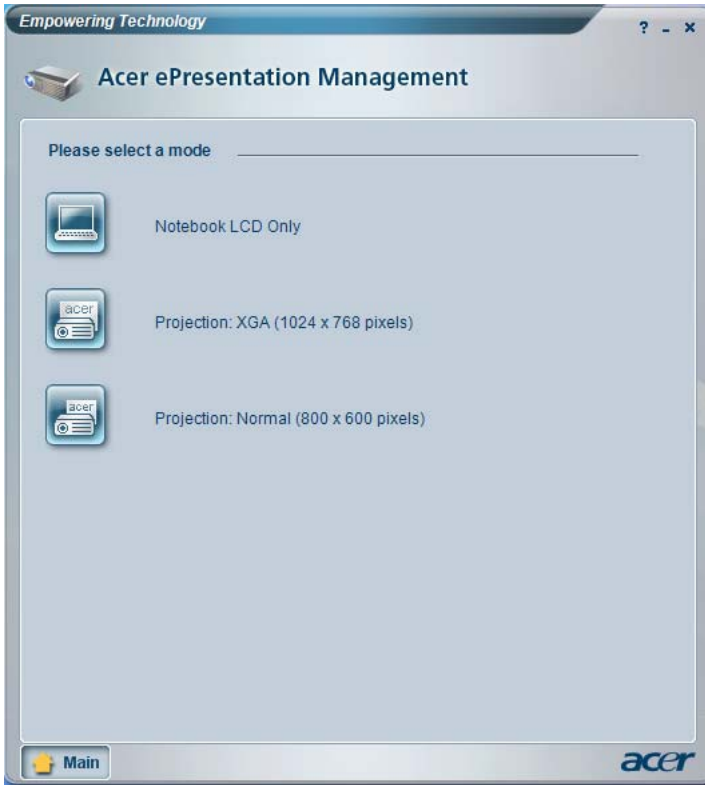 Empowering Technology
? - ×
Acer ePresentation Management
Please select a mode
Notebook LCD Only
acer
Projection: XGA (1024 x 768 pixels)
acer
Projection: Normal (800 x 600 pixels)
Main
acer